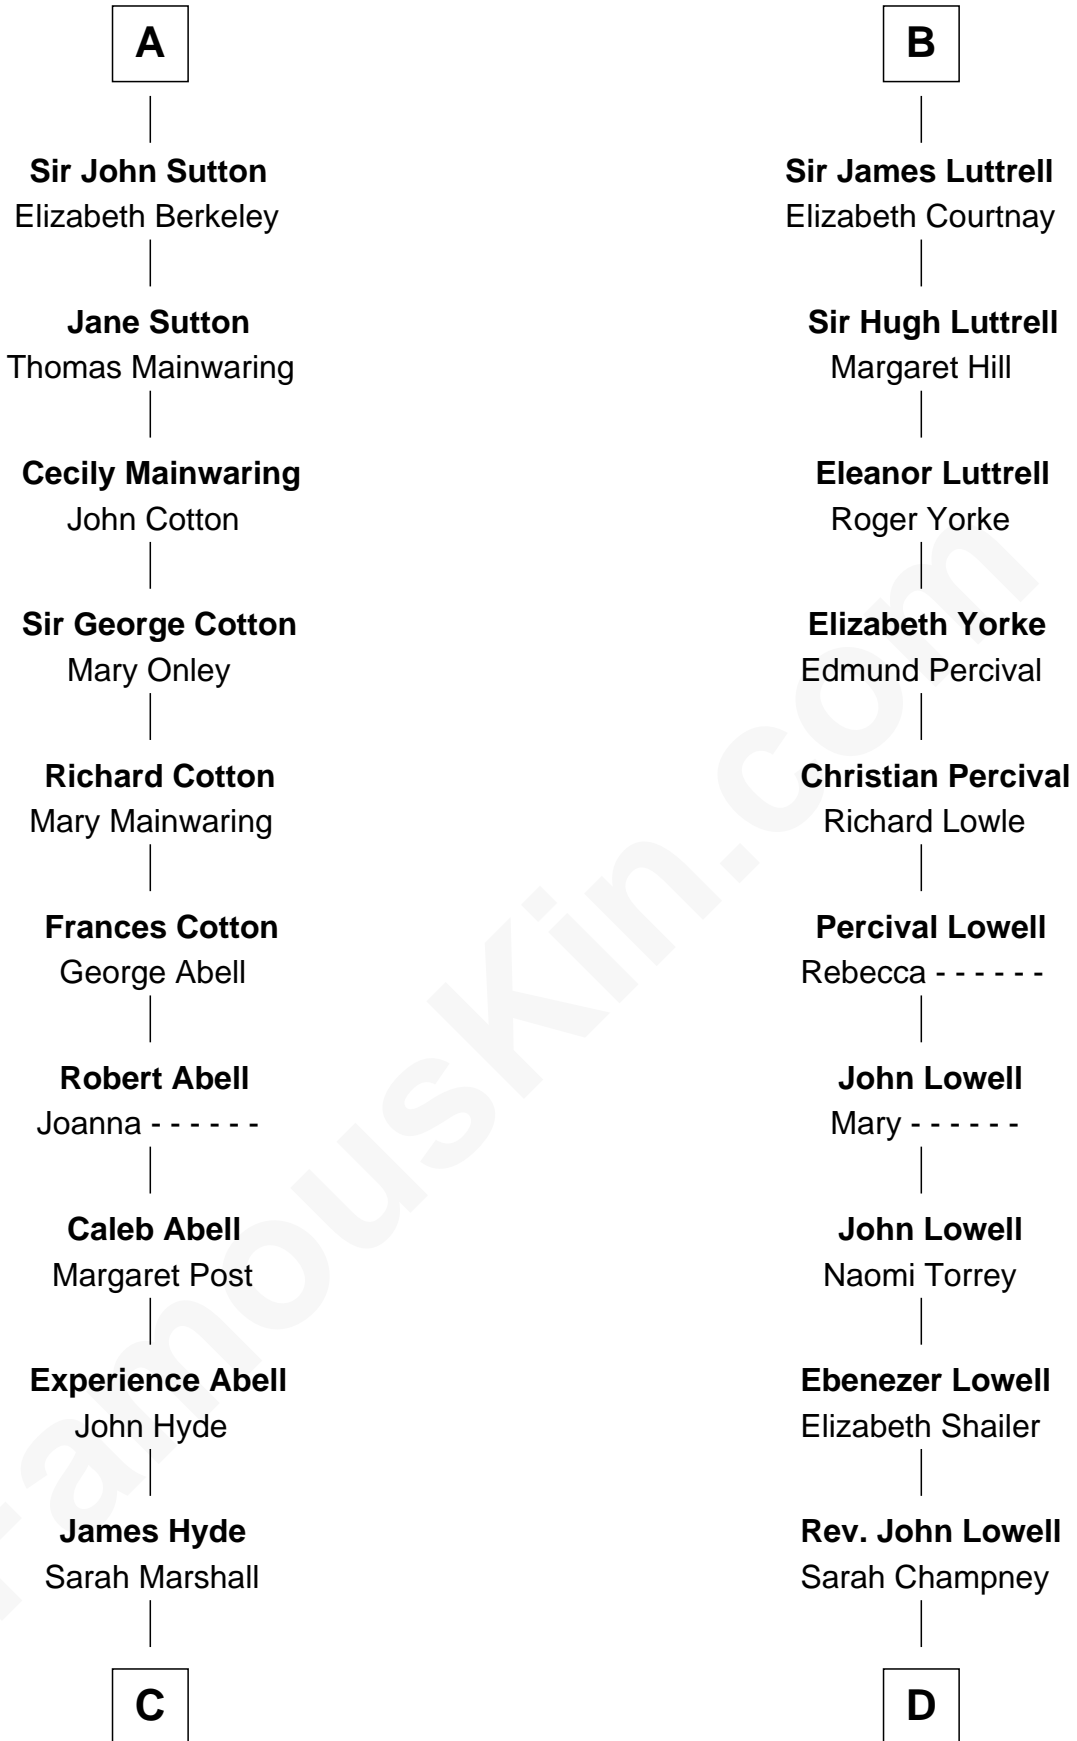 A
Sir John Sutton
Elizabeth Berkeley
Jane Sutton
Thomas Mainwaring
Cecily Mainwaring
John Cotton
Sir George Cotton
Mary Onley
Richard Cotton
Mary Mainwaring
Frances Cotton
George Abell
Robert Abell
Joanna - - - - - -
Caleb Abell
Margaret Post
Experience Abell
John Hyde
James Hyde
Sarah Marshall
C
B
Sir James Luttrell
Elizabeth Courtnay
Sir Hugh Luttrell
Margaret Hill
Eleanor Luttrell
Roger Yorke
Elizabeth Yorke
Edmund Percival
Christian Percival
Richard Lowle
Percival Lowell
Rebecca - - - - - -
John Lowell
Mary - - - - - -
John Lowell
Naomi Torrey
Ebenezer Lowell
Elizabeth Shailer
Rev. John Lowell
Sarah Champney
D
FamousKin.com